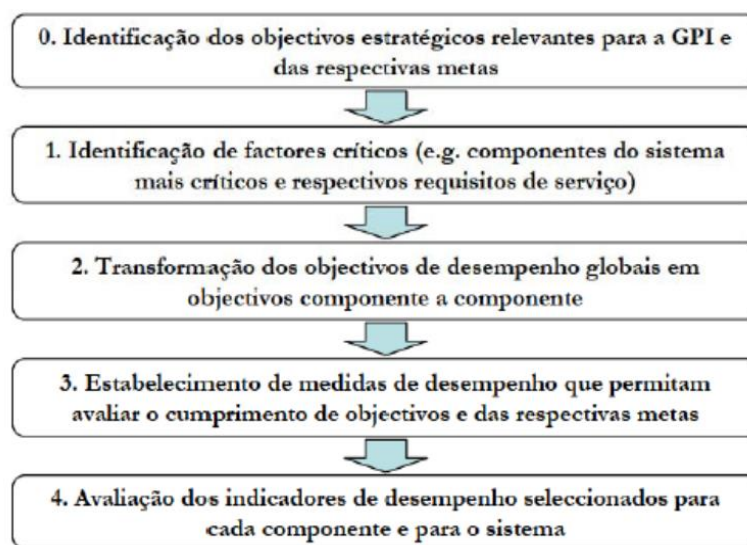 0. Identificação dos objectivos estratégicos relevantes para a GPI e
das respectivas metas
1. Identificação de factores críticos (e.g. componentes do sistema
mais críticos e respectivos requisitos de serviço)
2. Transformação dos objectivos de desempenho globais em
objectivos componente a componente
3. Estabelecimento de medidas de desempenho que permitam
avaliar o cumprimento de objectivos e das respectivas metas
4. Avaliação dos indicadores de desempenho seleccionados para
cada componente e para o sistema